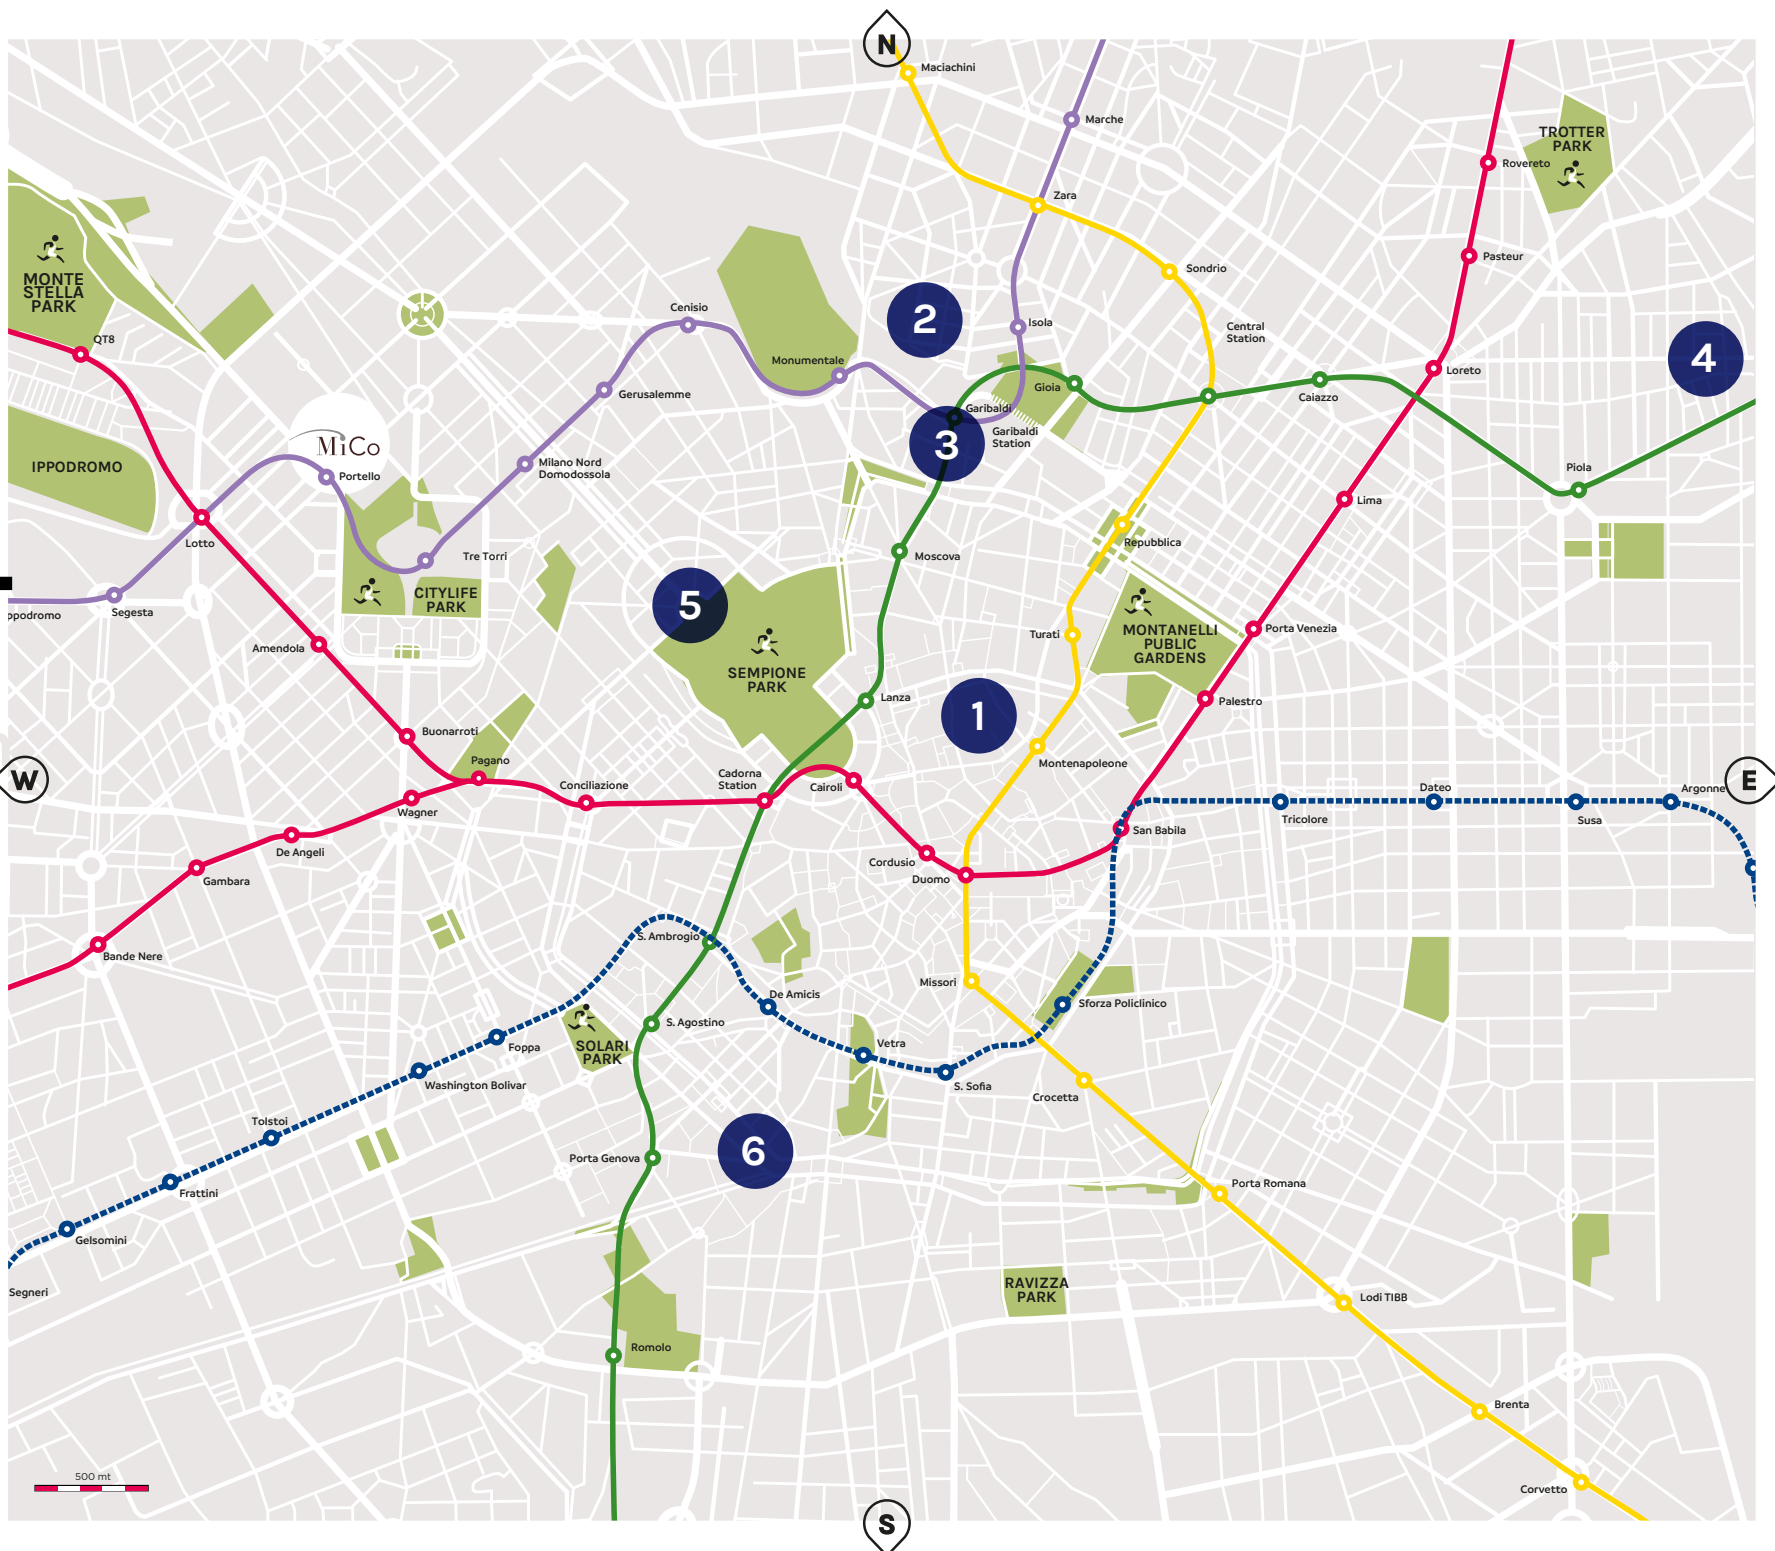 N
Maciachini
Marche
TROTTER
PARK
Rovereto
Zara
Pasteur
Sondrio
MONTE
STELLA
PARK
Cenisio
2
Isola
Central
Station
QT8
Monumentale
4
Loreto
Gioia
Gerusalemme
Caiazzo
Garibaldi
Garibaldi
Station
3
MiCo
IPPODROMO
Portello
Milano Nord
Domodossola
Piola
Lima
Lotto
Repubblica
Tre Torri
Moscova
CITYLIFE
PARK
5
ppodromo
Segesta
Turati
MONTANELLI
PUBLIC
GARDENS
Porta Venezia
Amendola
SEMPIONE
PARK
Lanza
Palestro
1
Buonarroti
Pagano
Montenapoleone
W
Conciliazione
Cadorna
Station
Cairoli
E
Wagner
Dateo
Argonne
Tricolore
Susa
San Babila
De Angeli
Cordusio
Duomo
Gambara
S. Ambrogio
Bande Nere
Missori
De Amicis
Sforza Policlinico
S. Agostino
Foppa
SOLARI
PARK
Vetra
Washington Bolivar
S. Sofia
Crocetta
Tolstoi
6
Porta Genova
Frattini
Porta Romana
Gelsomini
Segneri
RAVIZZA
PARK
Lodi TIBB
Romolo
Brenta
500 mt
Corvetto
S